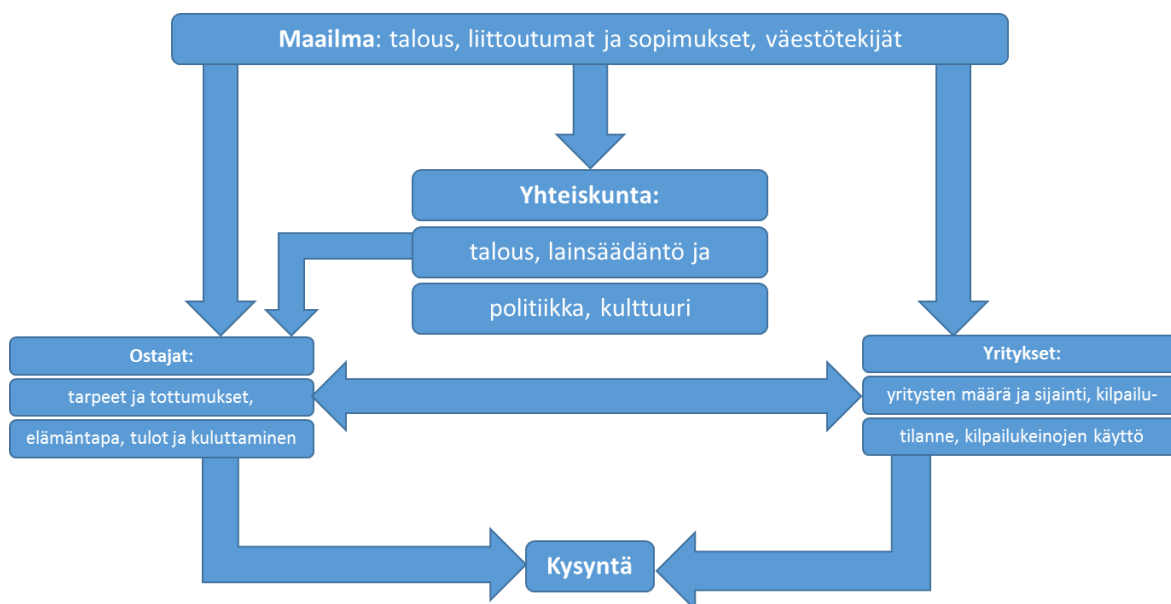 Maailma: talous, liittoutumat ja sopimukset, väestötekijät
Yhteiskunta:
talous, lainsäädäntö ja
politiikka, kulttuuri
Ostajat:
tarpeet ja tottumukset,
elämäntapa, tulot ja kuluttaminen
Yritykset:
yritysten määrä ja sijainti, kilpailu-
tilanne, kilpailukeinojen käyttö
Kysyntä